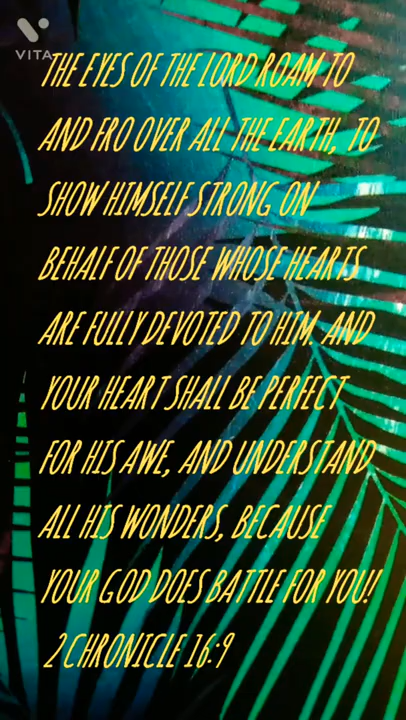 VITA
THE EYES OF THE LORD ROAM TO
AND FRO OVER ALL THE EARTH, TO
SHOW HIMSELF STRONG ON
BEHALF OF THOSE WHOSE HEARTS
ARE FULLY DEVOTED TO HIM. AND
YOUR HEART SHALL BE PERFECT
FOR HIS AWE, AND UNDERSTAND
ALL HIS WONDERS, BECAUSE
YOUR GOD DOES BATTLE FOR YOU!
2 CHRONICLE 16:9